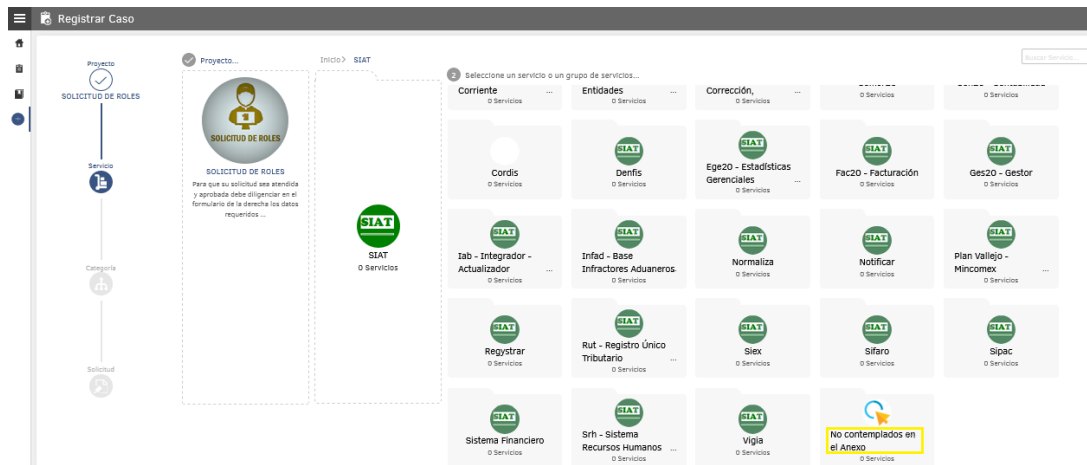 Registrar Caso
Proyecto
SOLICITUD DE ROLES
Servicio
Categoría
Solicitud
Proyecto...
SOLICITUD DE ROLES
SOLICITUD DE ROLES
Para que su solicitud sea atendida
y aprobada debe diligenciar en el
formulario de la derecha los datos
requeridos ...
Inicio> SIAT
SIAT
SIAT
0 Servicios
2 Seleccione un servicio o un grupo de servicios...
Buscar Servicio...
Corriente ...
0 Servicios
Entidades ...
0 Servicios
Corrección, ...
0 Servicios
0 Servicios
0 Servicios
Cordis
0 Servicios
SIAT
Denfis
0 Servicios
SIAT
Ege20 - Estadísticas
Gerenciales ...
0 Servicios
SIAT
Fac20 - Facturación
0 Servicios
SIAT
Ges20 - Gestor
0 Servicios
SIAT
Iab - Integrador -
Actualizador ...
0 Servicios
SIAT
Infad - Base
Infractores Aduaneros
0 Servicios
SIAT
Normaliza
0 Servicios
SIAT
Notificar
0 Servicios
SIAT
Plan Vallejo -
Mincomex ...
0 Servicios
SIAT
Regystrar
0 Servicios
SIAT
Rut - Registro Único
Tributario ...
0 Servicios
SIAT
Siex
0 Servicios
SIAT
Sifaro
0 Servicios
SIAT
Sipac
0 Servicios
SIAT
Sistema Financiero
0 Servicios
SIAT
Srh - Sistema
Recursos Humanos ...
0 Servicios
SIAT
Vigia
0 Servicios
No contemplados en
el Anexo
0 Servicios